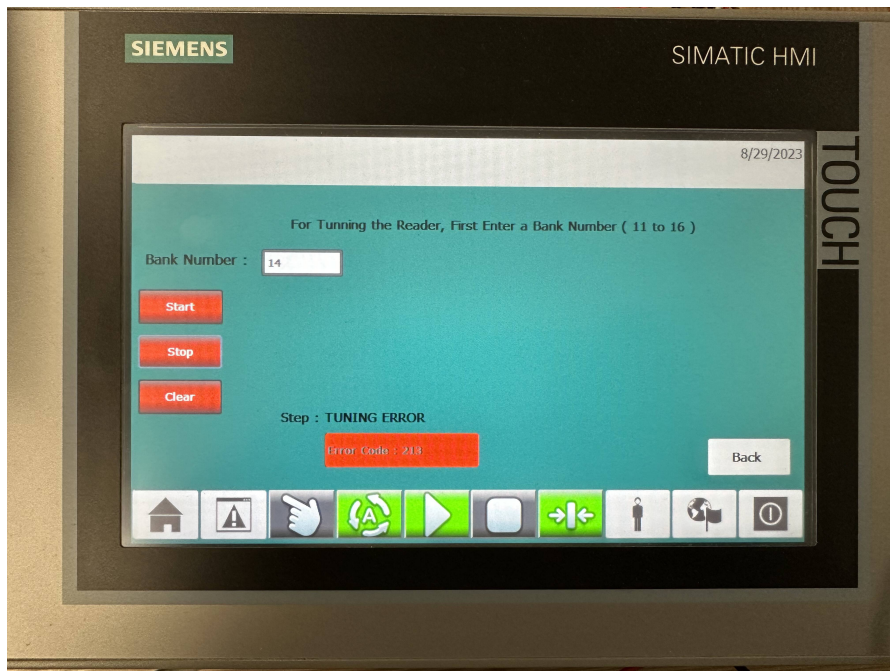 SIEMENS
SIMATIC HMI
TOUCH
8/29/2023
For Tunning the Reader, First Enter a Bank Number ( 11 to 16 )
Bank Number : 14
Start
Stop
Clear
Step : TUNING ERROR
Error Code : 213
Back
A